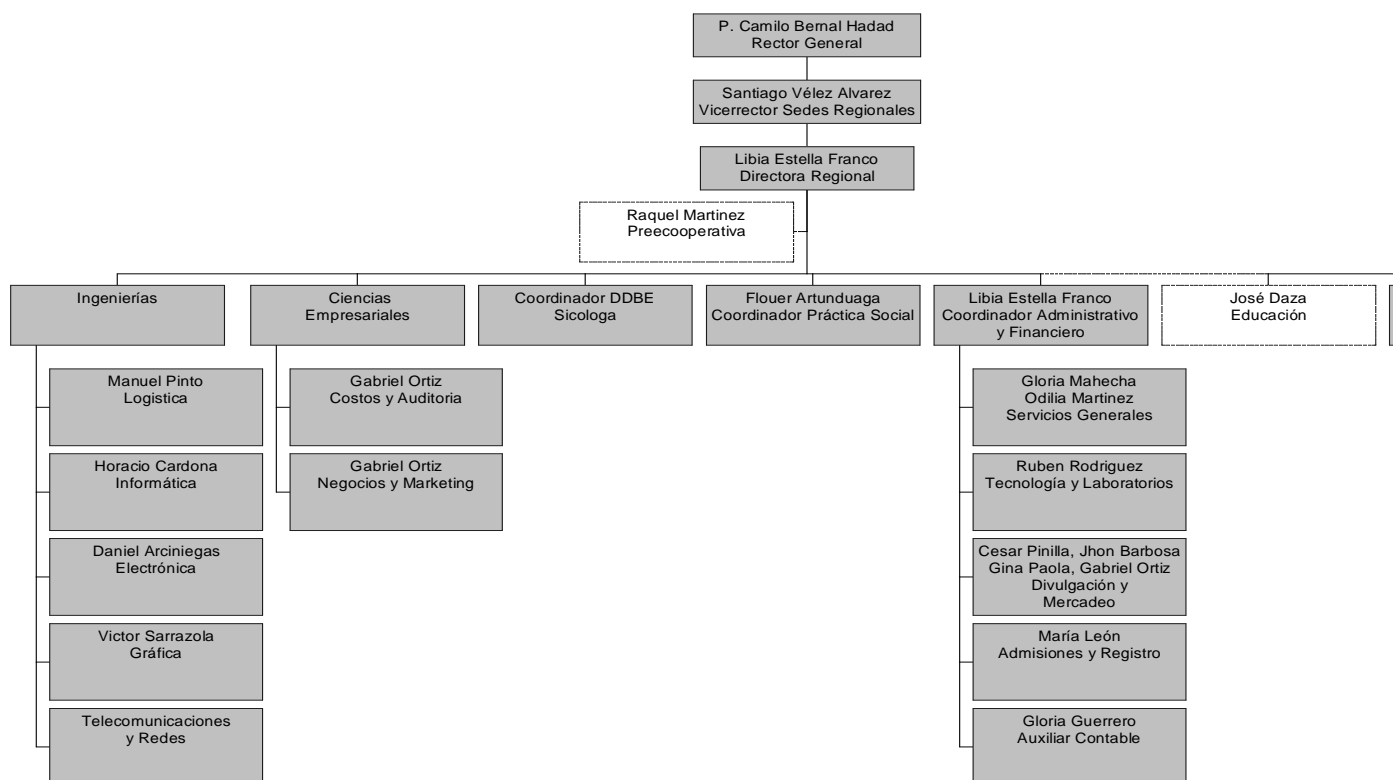 P. Camilo Bernal Hadad
Rector General
Santiago Vélez Alvarez
Vicerrector Sedes Regionales
Libia Estella Franco
Directora Regional
Raquel Martinez
Preecooperativa
Ingenierías
Ciencias
Empresariales
Coordinador DDBE
Sicologa
Flouer Artunduaga
Coordinador Práctica Social
Libia Estella Franco
Coordinador Administrativo
y Financiero
José Daza
Educación
Manuel Pinto
Logistica
Horacio Cardona
Informática
Daniel Arciniegas
Electrónica
Victor Sarrazola
Gráfica
Telecomunicaciones
y Redes
Gabriel Ortiz
Costos y Auditoria
Gabriel Ortiz
Negocios y Marketing
Gloria Mahecha
Odilia Martinez
Servicios Generales
Ruben Rodriguez
Tecnología y Laboratorios
Cesar Pinilla, Jhon Barbosa
Gina Paola, Gabriel Ortiz
Divulgación y
Mercadeo
María León
Admisiones y Registro
Gloria Guerrero
Auxiliar Contable